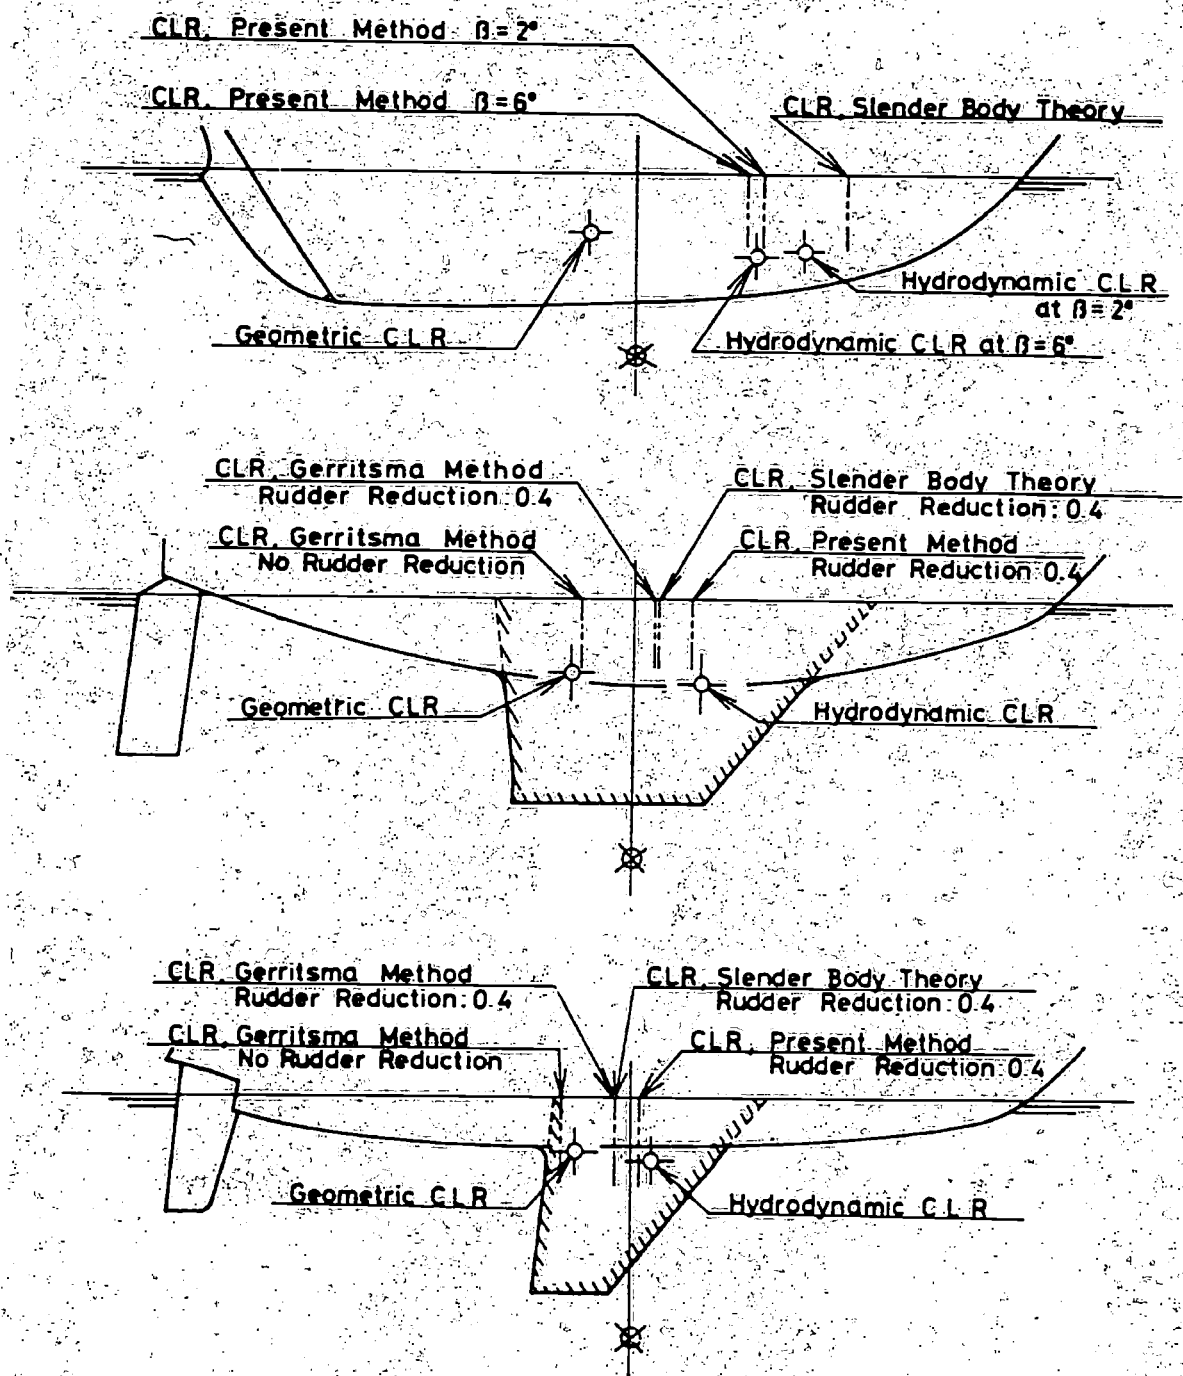 CLR, Present Method β=2°
CLR, Present Method β=6°
CLR, Slender Body Theory
Hydrodynamic CLR
at β=2°
Geometric CLR
Hydrodynamic CLR at β=6°
CLR, Gerritsma Method
Rudder Reduction:0.4
CLR, Slender Body Theory
Rudder Reduction:0.4
CLR, Gerritsma Method
No Rudder Reduction
CLR, Present Method
Rudder Reduction 0.4
Geometric CLR
Hydrodynamic CLR
CLR, Gerritsma Method
Rudder Reduction:0.4
CLR, Slender Body Theory
Rudder Reduction:0.4
CLR, Gerritsma Method
No Rudder Reduction
CLR, Present Method
Rudder Reduction:0.4
Geometric CLR
Hydrodynamic CLR